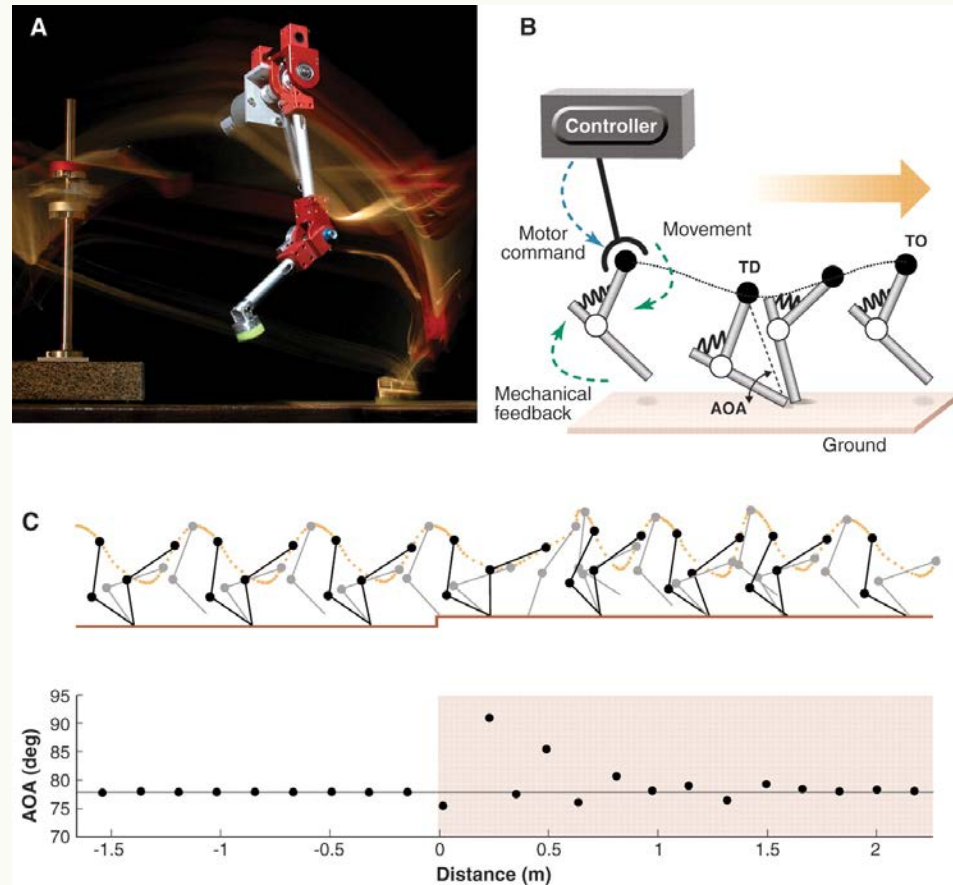 A
B
Controller
Motor
command
Movement
TD
TO
Mechanical
feedback
AOA
Ground
C
AOA (deg)
95
90
85
80
75
70
-1.5
-1
-0.5
0
0.5
1
1.5
2
Distance (m)